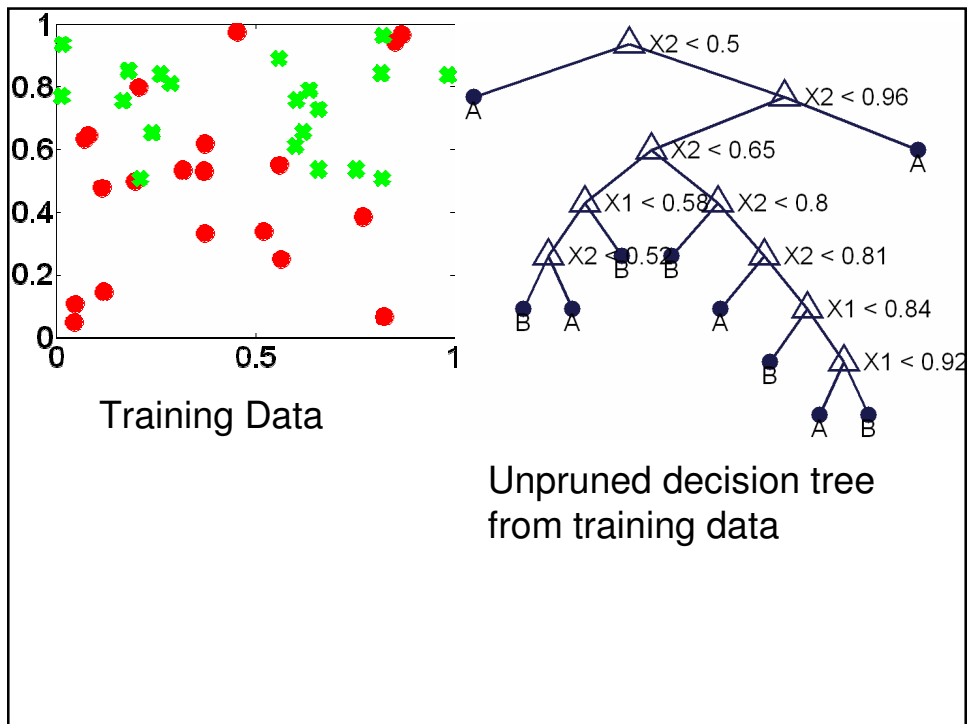 1
0.8
0.6
0.4
0.2
0
0 0.5 1
Training Data
X2 < 0.5
A
X2 < 0.96
X2 < 0.65
A
X1 < 0.58
X2 < 0.8
X2 < 0.52
B
B
X2 < 0.81
B
A
A
X1 < 0.84
B
X1 < 0.92
A
B
Unpruned decision tree
from training data